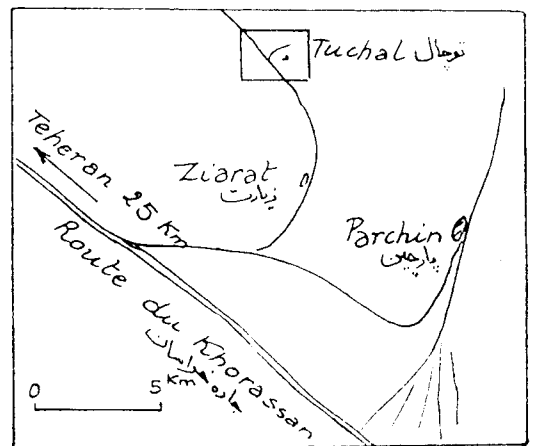 Tuchal توچال
Ziarat
زیارت
Teheran 25 Km
Parchin
پارچین
Route du Khorassan
جاده خراسان
0 5
Km